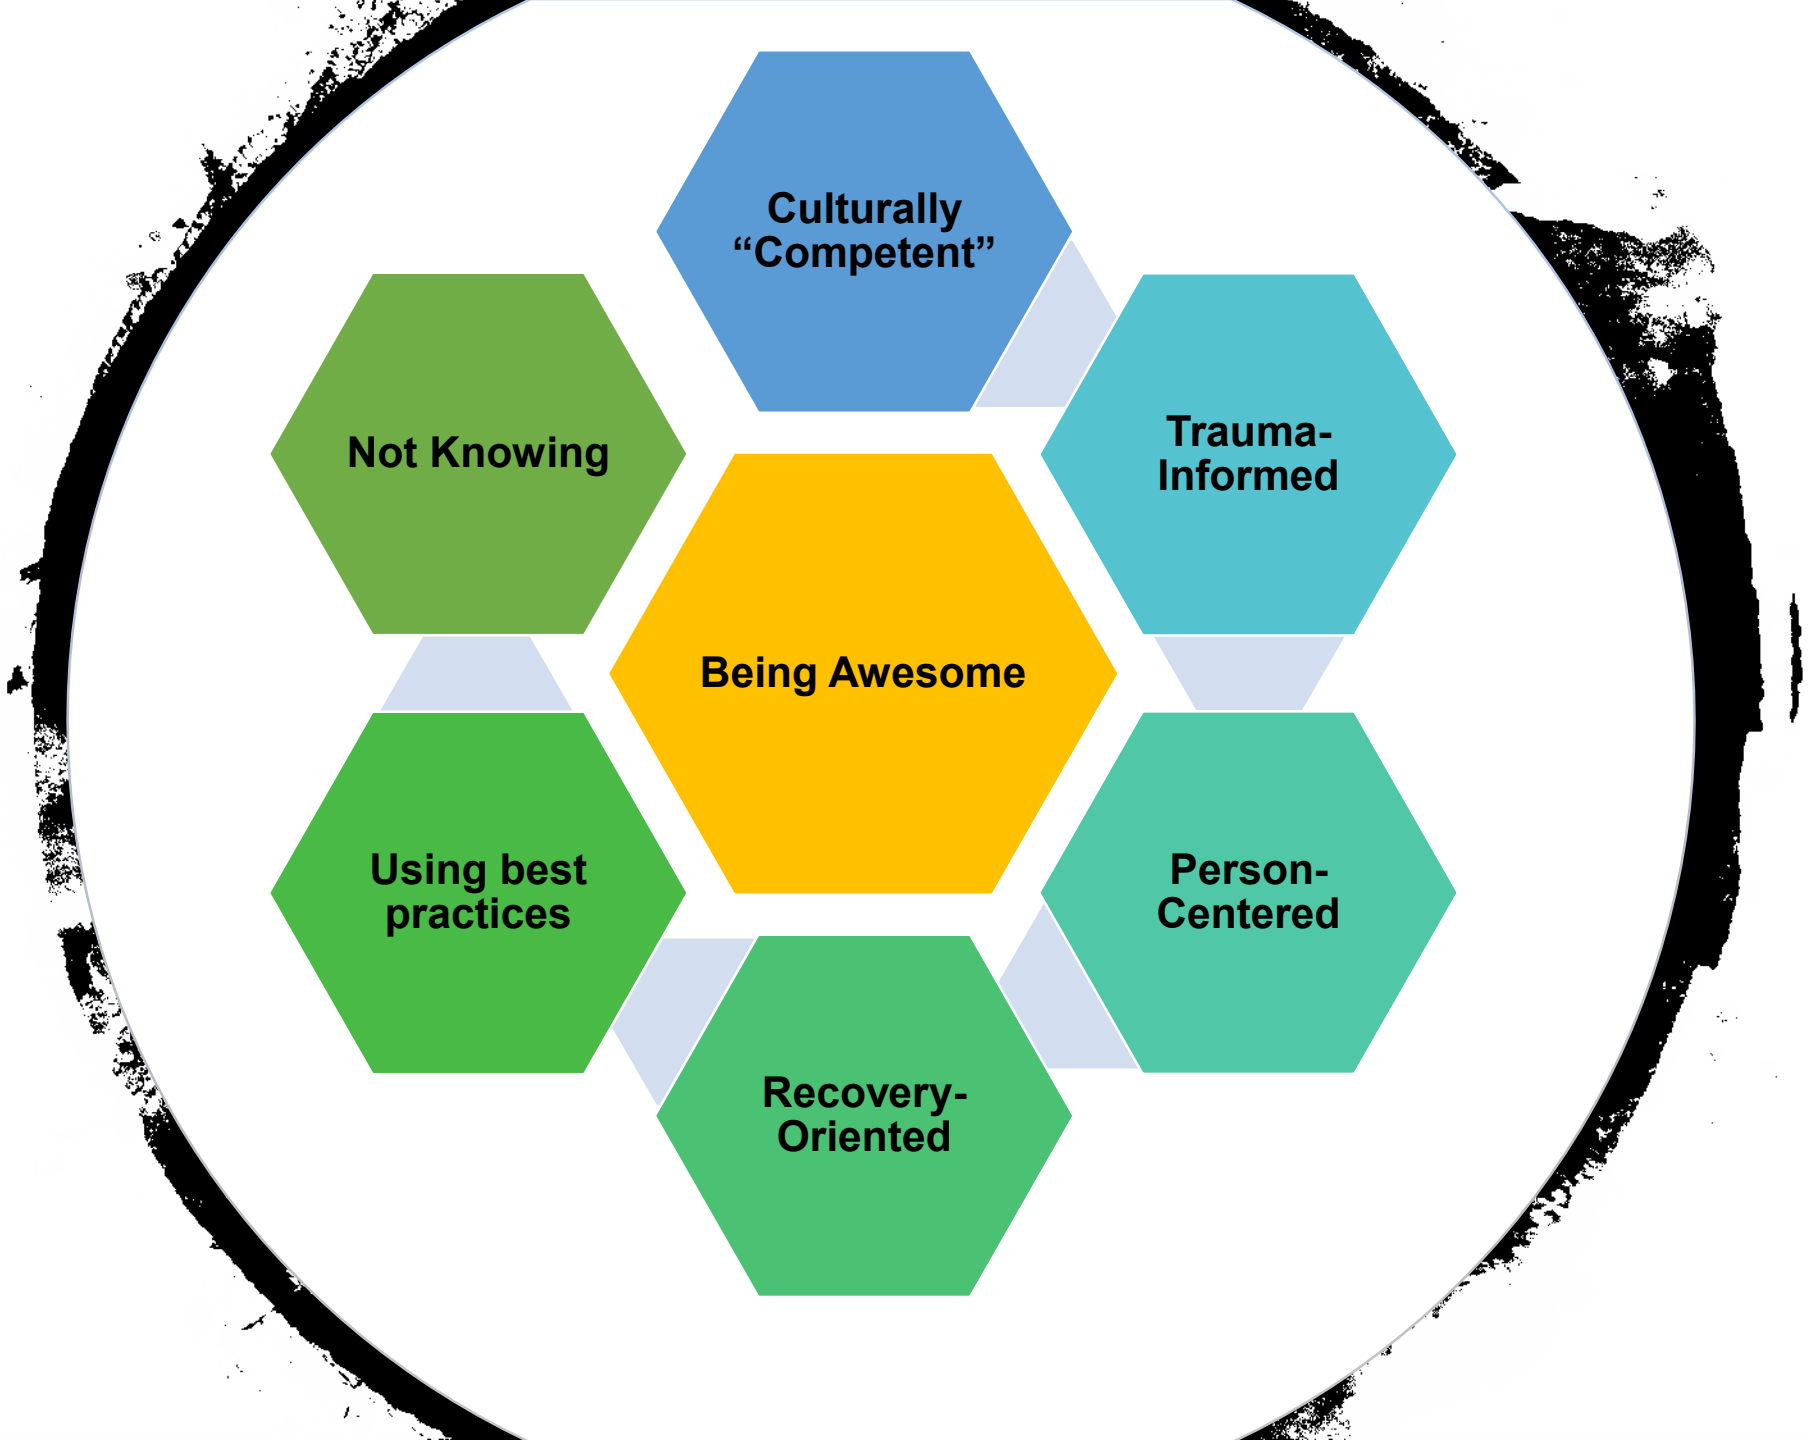 Culturally
“Competent”
Trauma-
Informed
Not Knowing
Being Awesome
Using best
practices
Person-
Centered
Recovery-
Oriented